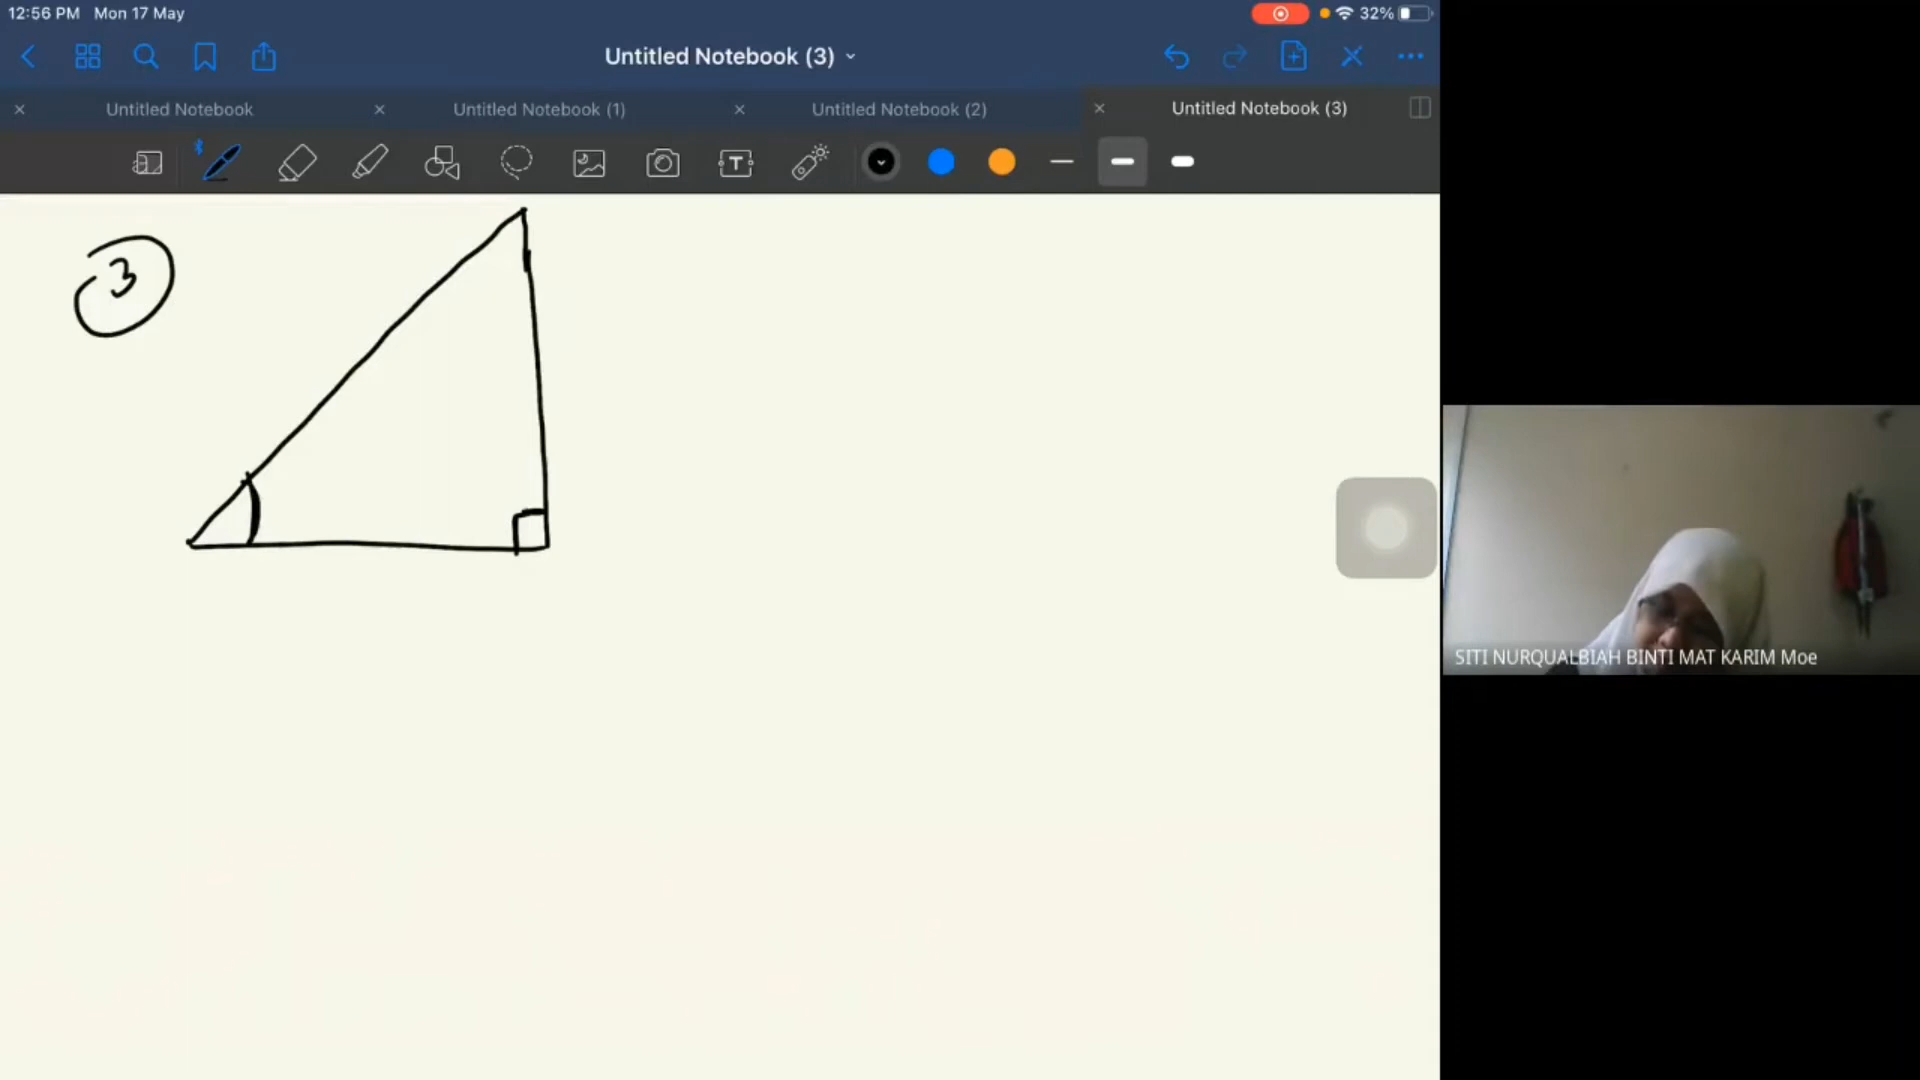 12:56 PM Mon 17 May
32%
Untitled Notebook (3)
Untitled Notebook
Untitled Notebook (1)
Untitled Notebook (2)
Untitled Notebook (3)
T
3
SITI NURQUALBIAH BINTI MAT KARIM Moe